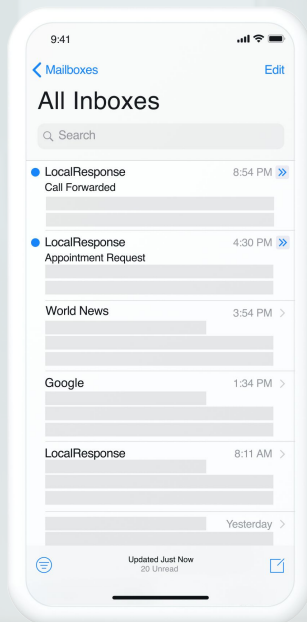 9:41
Mailboxes
Edit
All Inboxes
Search
LocalResponse 8:54 PM
Call Forwarded
LocalResponse 4:30 PM
Appointment Request
World News 3:54 PM
Google 1:34 PM
LocalResponse 8:11 AM
Yesterday
Updated Just Now
20 Unread